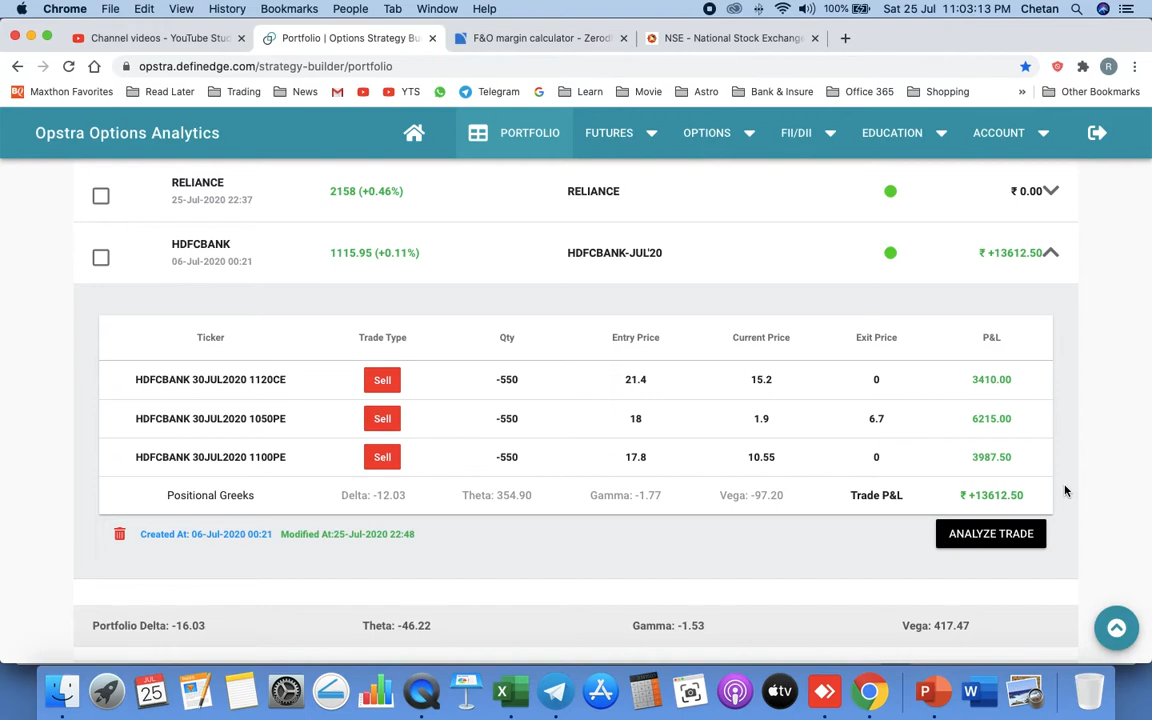 Chrome File Edit View History Bookmarks People Tab Window Help 100% Sat 25 Jul 11:03:13 PM Chetan
Channel videos - YouTube Stu Portfolio | Options Strategy Bu F&O margin calculator - Zerod NSE - National Stock Exchang
opstra.definedge.com/strategy-builder/portfolio R
Maxthon Favorites Read Later Trading News YTS Telegram Learn Movie Astro Bank & Insure Office 365 Shopping » Other Bookmarks
Opstra Options Analytics PORTFOLIO FUTURES OPTIONS FII/DII EDUCATION ACCOUNT
RELIANCE 2158 (+0.46%) RELIANCE ₹ 0.00
25-Jul-2020 22:37
HDFCBANK 1115.95 (+0.11%) HDFCBANK-JUL'20 ₹ +13612.50
06-Jul-2020 00:21
Ticker Trade Type Qty Entry Price Current Price Exit Price P&L
HDFCBANK 30JUL2020 1120CE Sell -550 21.4 15.2 0 3410.00
HDFCBANK 30JUL2020 1050PE Sell -550 18 1.9 6.7 6215.00
HDFCBANK 30JUL2020 1100PE Sell -550 17.8 10.55 0 3987.50
Positional Greeks Delta: -12.03 Theta: 354.90 Gamma: -1.77 Vega: -97.20 Trade P&L ₹ +13612.50
Created At: 06-Jul-2020 00:21 Modified At:25-Jul-2020 22:48 ANALYZE TRADE
Portfolio Delta: -16.03 Theta: -46.22 Gamma: -1.53 Vega: 417.47
JUL
25
tv